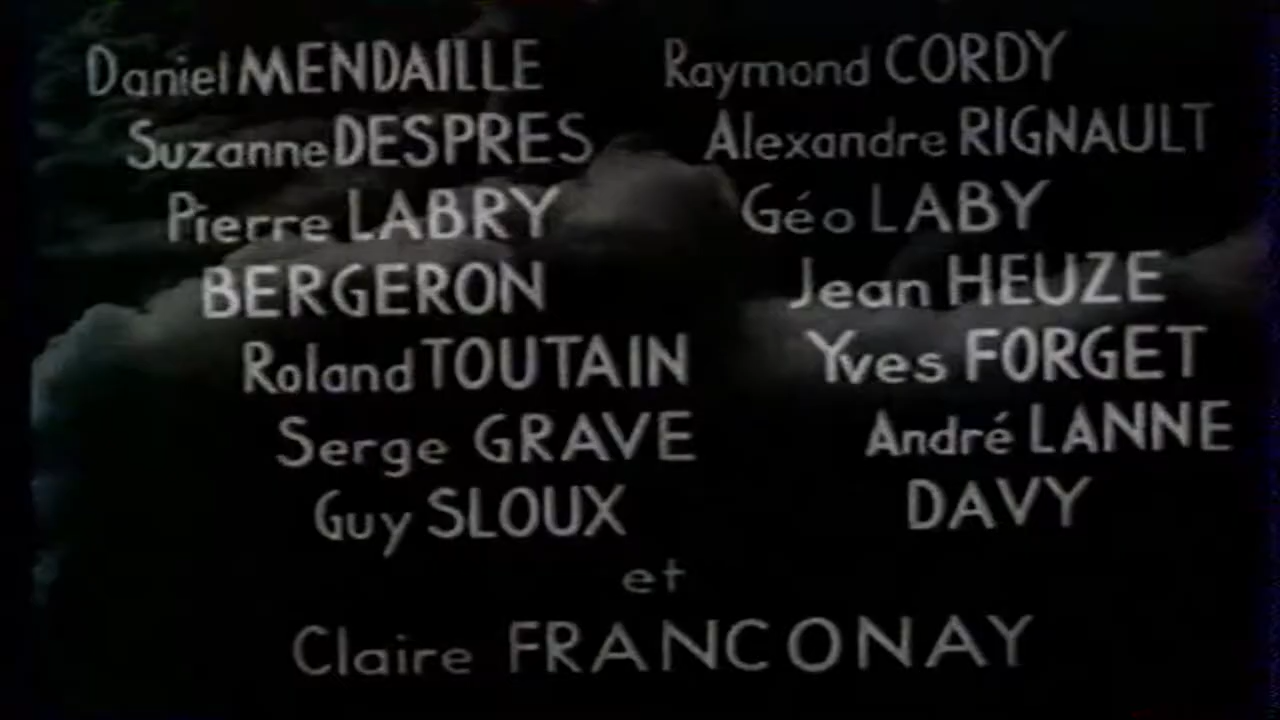 Daniel MENDAILLE
Suzanne DESPRES
Pierre LABRY
BERGERON
Roland TOUTAIN
Serge GRAVE
Guy SLOUX
Raymond CORDY
Alexandre RIGNAULT
Géo LABY
Jean HEUZE
Yves FORGET
André LANNE
DAVY
et
Claire FRANCONAY